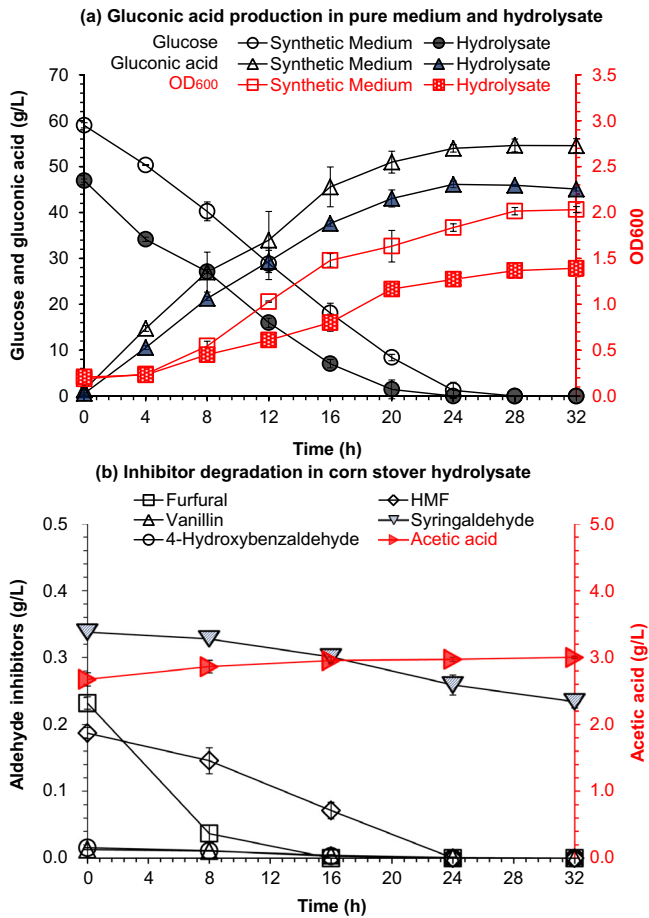 (a) Gluconic acid production in pure medium and hydrolysate
Glucose Synthetic Medium Hydrolysate
Gluconic acid Synthetic Medium Hydrolysate
OD600 Synthetic Medium Hydrolysate
Glucose and gluconic acid (g/L)
70
60
50
40
30
20
10
0
3.5
3.0
2.5
2.0
1.5
1.0
0.5
0.0
OD600
0 4 8 12 16 20 24 28 32
Time (h)
(b) Inhibitor degradation in corn stover hydrolysate
Furfural HMF
Vanillin Syringaldehyde
4-Hydroxybenzaldehyde Acetic acid
Aldehyde inhibitors (g/L)
0.5
0.4
0.3
0.2
0.1
0.0
5.0
4.0
3.0
2.0
1.0
0.0
Acetic acid (g/L)
0 4 8 12 16 20 24 28 32
Time (h)